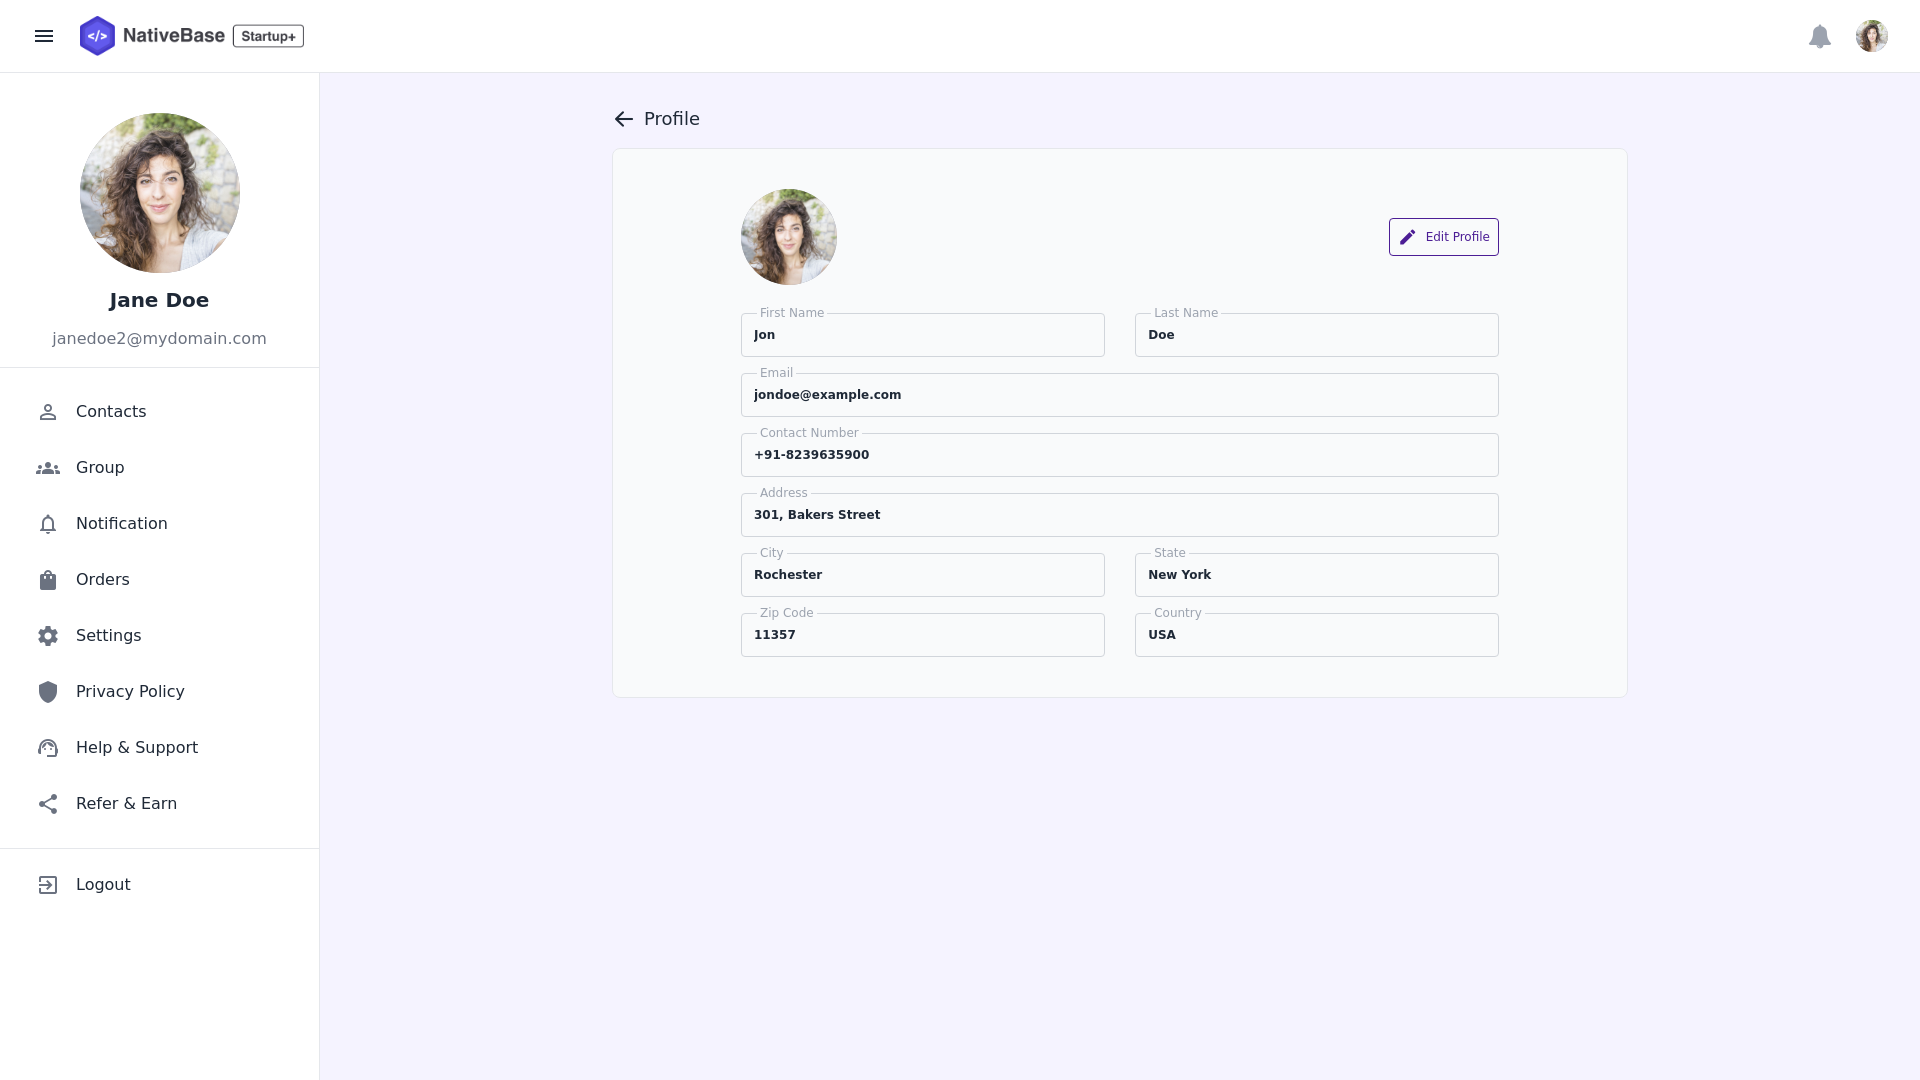 </> NativeBase Startup+
Jane Doe
janedoe2@mydomain.com
Contacts
Group
Notification
Orders
Settings
Privacy Policy
Help & Support
Refer & Earn
Logout
Profile
Edit Profile
First Name
Jon
Last Name
Doe
Email
jondoe@example.com
Contact Number
+91-8239635900
Address
301, Bakers Street
City
Rochester
State
New York
Zip Code
11357
Country
USA